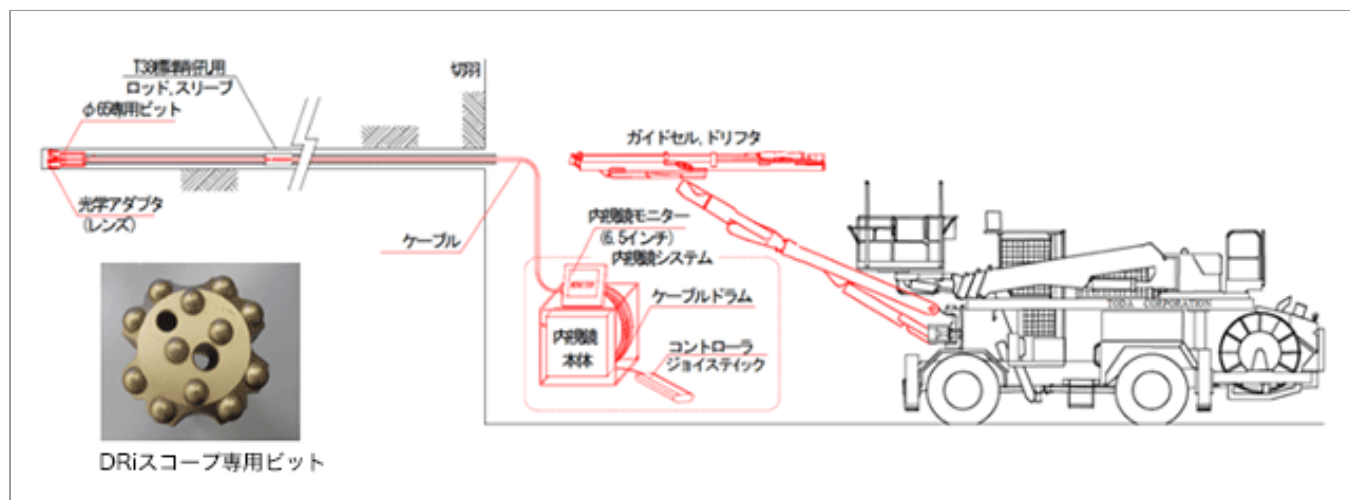 T38標準削孔用
ロッド,スリーブ
φ65専用ビット
切羽
光学アダプタ
(レンズ)
ケーブル
ガイドセル,ドリフタ
内視鏡モニター
(6.5インチ)
内視鏡システム
MONITOR
ケーブルドラム
内視鏡
本体
コントローラ
ジョイスティック
TODA CORPORATION
DRiスコープ専用ビット